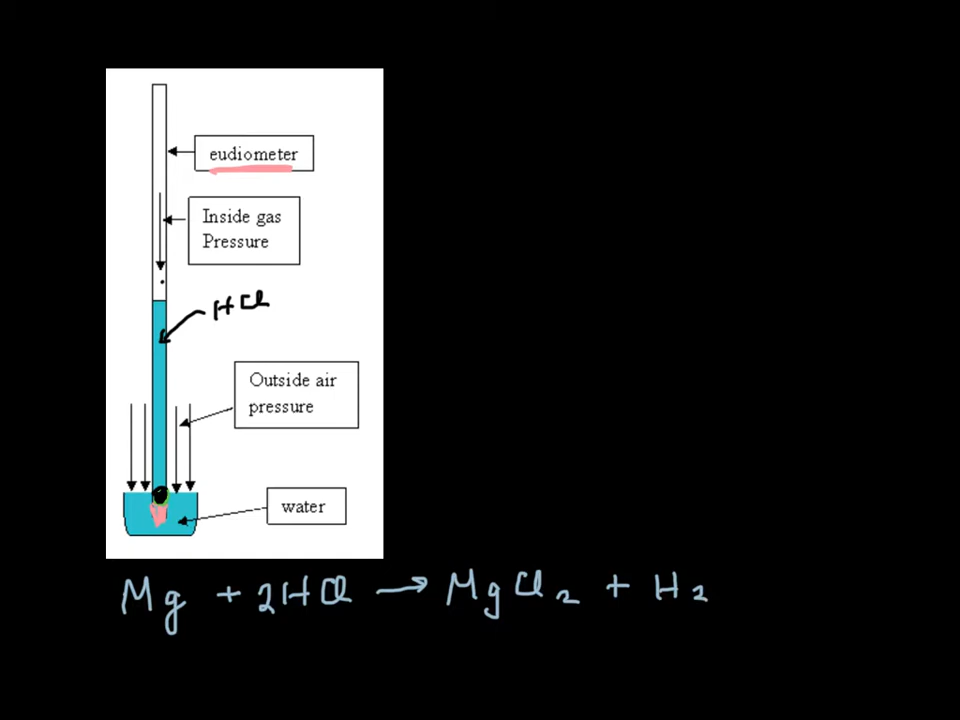 eudiometer
Inside gas
Pressure
HCl
Outside air
pressure
water
Mg + 2HCl → MgCl₂ + H₂